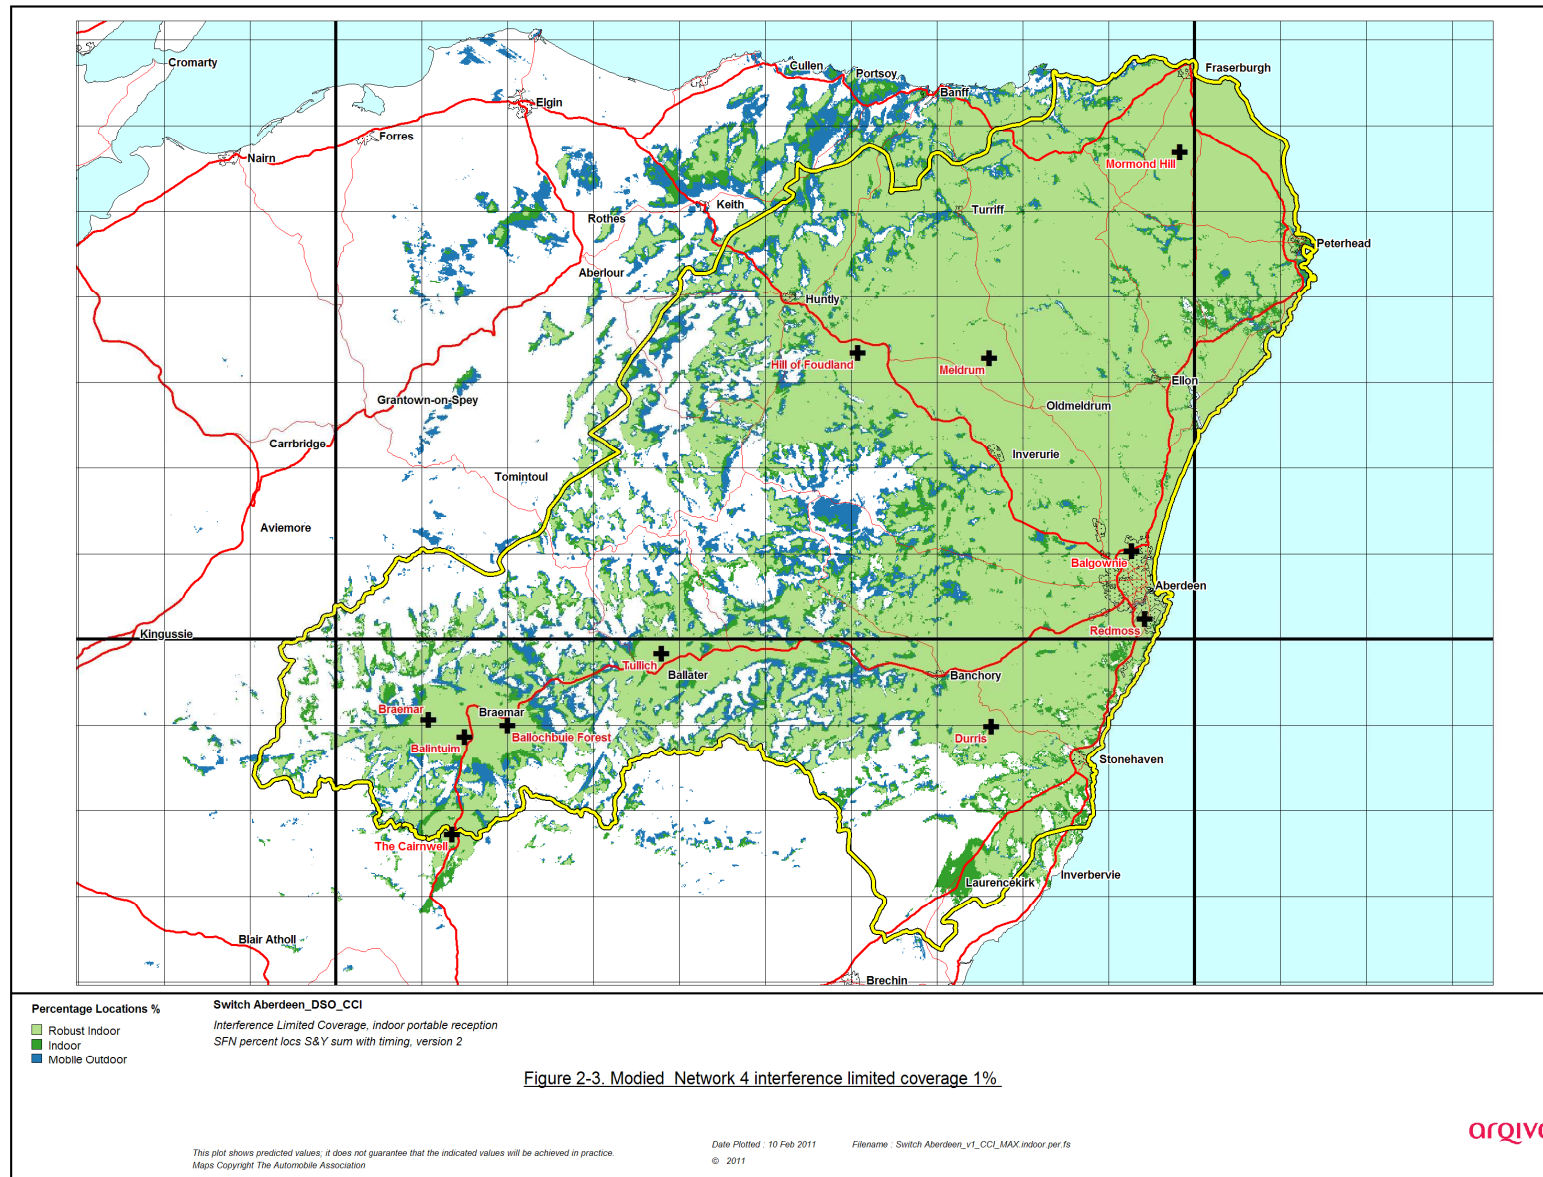 Cromarty
Cullen
Portsoy
Fraserburgh
Banff
Elgin
Forres
Nairn
Mormond Hill
Keith
Turriff
Rothes
Peterhead
Aberlour
Huntly
Hill of Foudland
Meldrum
Ellon
Grantown-on-Spey
Oldmeldrum
Carrbridge
Inverurie
Tomintoul
Aviemore
Balgownie
Aberdeen
Redmoss
Kingussie
Tullich
Ballater
Banchory
Braemar
Braemar
Ballochbuie Forest
Balintuim
Durris
Stonehaven
The Cairnwell
Laurencekirk
Inverbervie
Blair Atholl
Brechin
Percentage Locations %
Robust Indoor
Indoor
Mobile Outdoor
Switch Aberdeen_DSO_CCI
Interference Limited Coverage, indoor portable reception
SFN percent locs S&Y sum with timing, version 2
Figure 2-3. Modied  Network 4 interference limited coverage 1%
This plot shows predicted values; it does not guarantee that the indicated values will be achieved in practice.
Maps Copyright The Automobile Association
Date Plotted : 10 Feb 2011
Filename : Switch Aberdeen_v1_CCI_MAX.indoor.per.fs
© 2011
arqiva